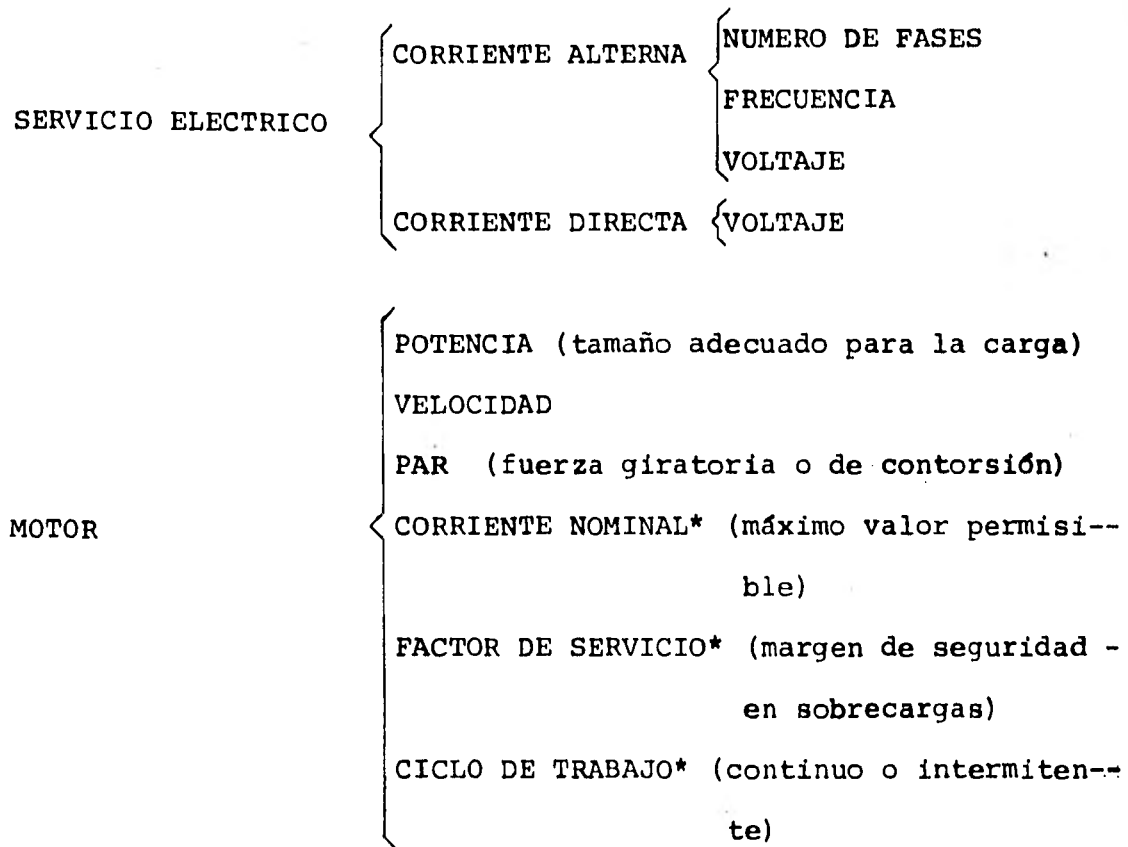 CORRIENTE ALTERNA
NUMERO DE FASES
FRECUENCIA
VOLTAJE
SERVICIO ELECTRICO
CORRIENTE DIRECTA
VOLTAJE
MOTOR
POTENCIA (tamaño adecuado para la carga)
VELOCIDAD
PAR (fuerza giratoria o de contorsión)
CORRIENTE NOMINAL* (máximo valor permisi--
ble)
FACTOR DE SERVICIO* (margen de seguridad -
en sobrecargas)
CICLO DE TRABAJO* (continuo o intermiten--
te)